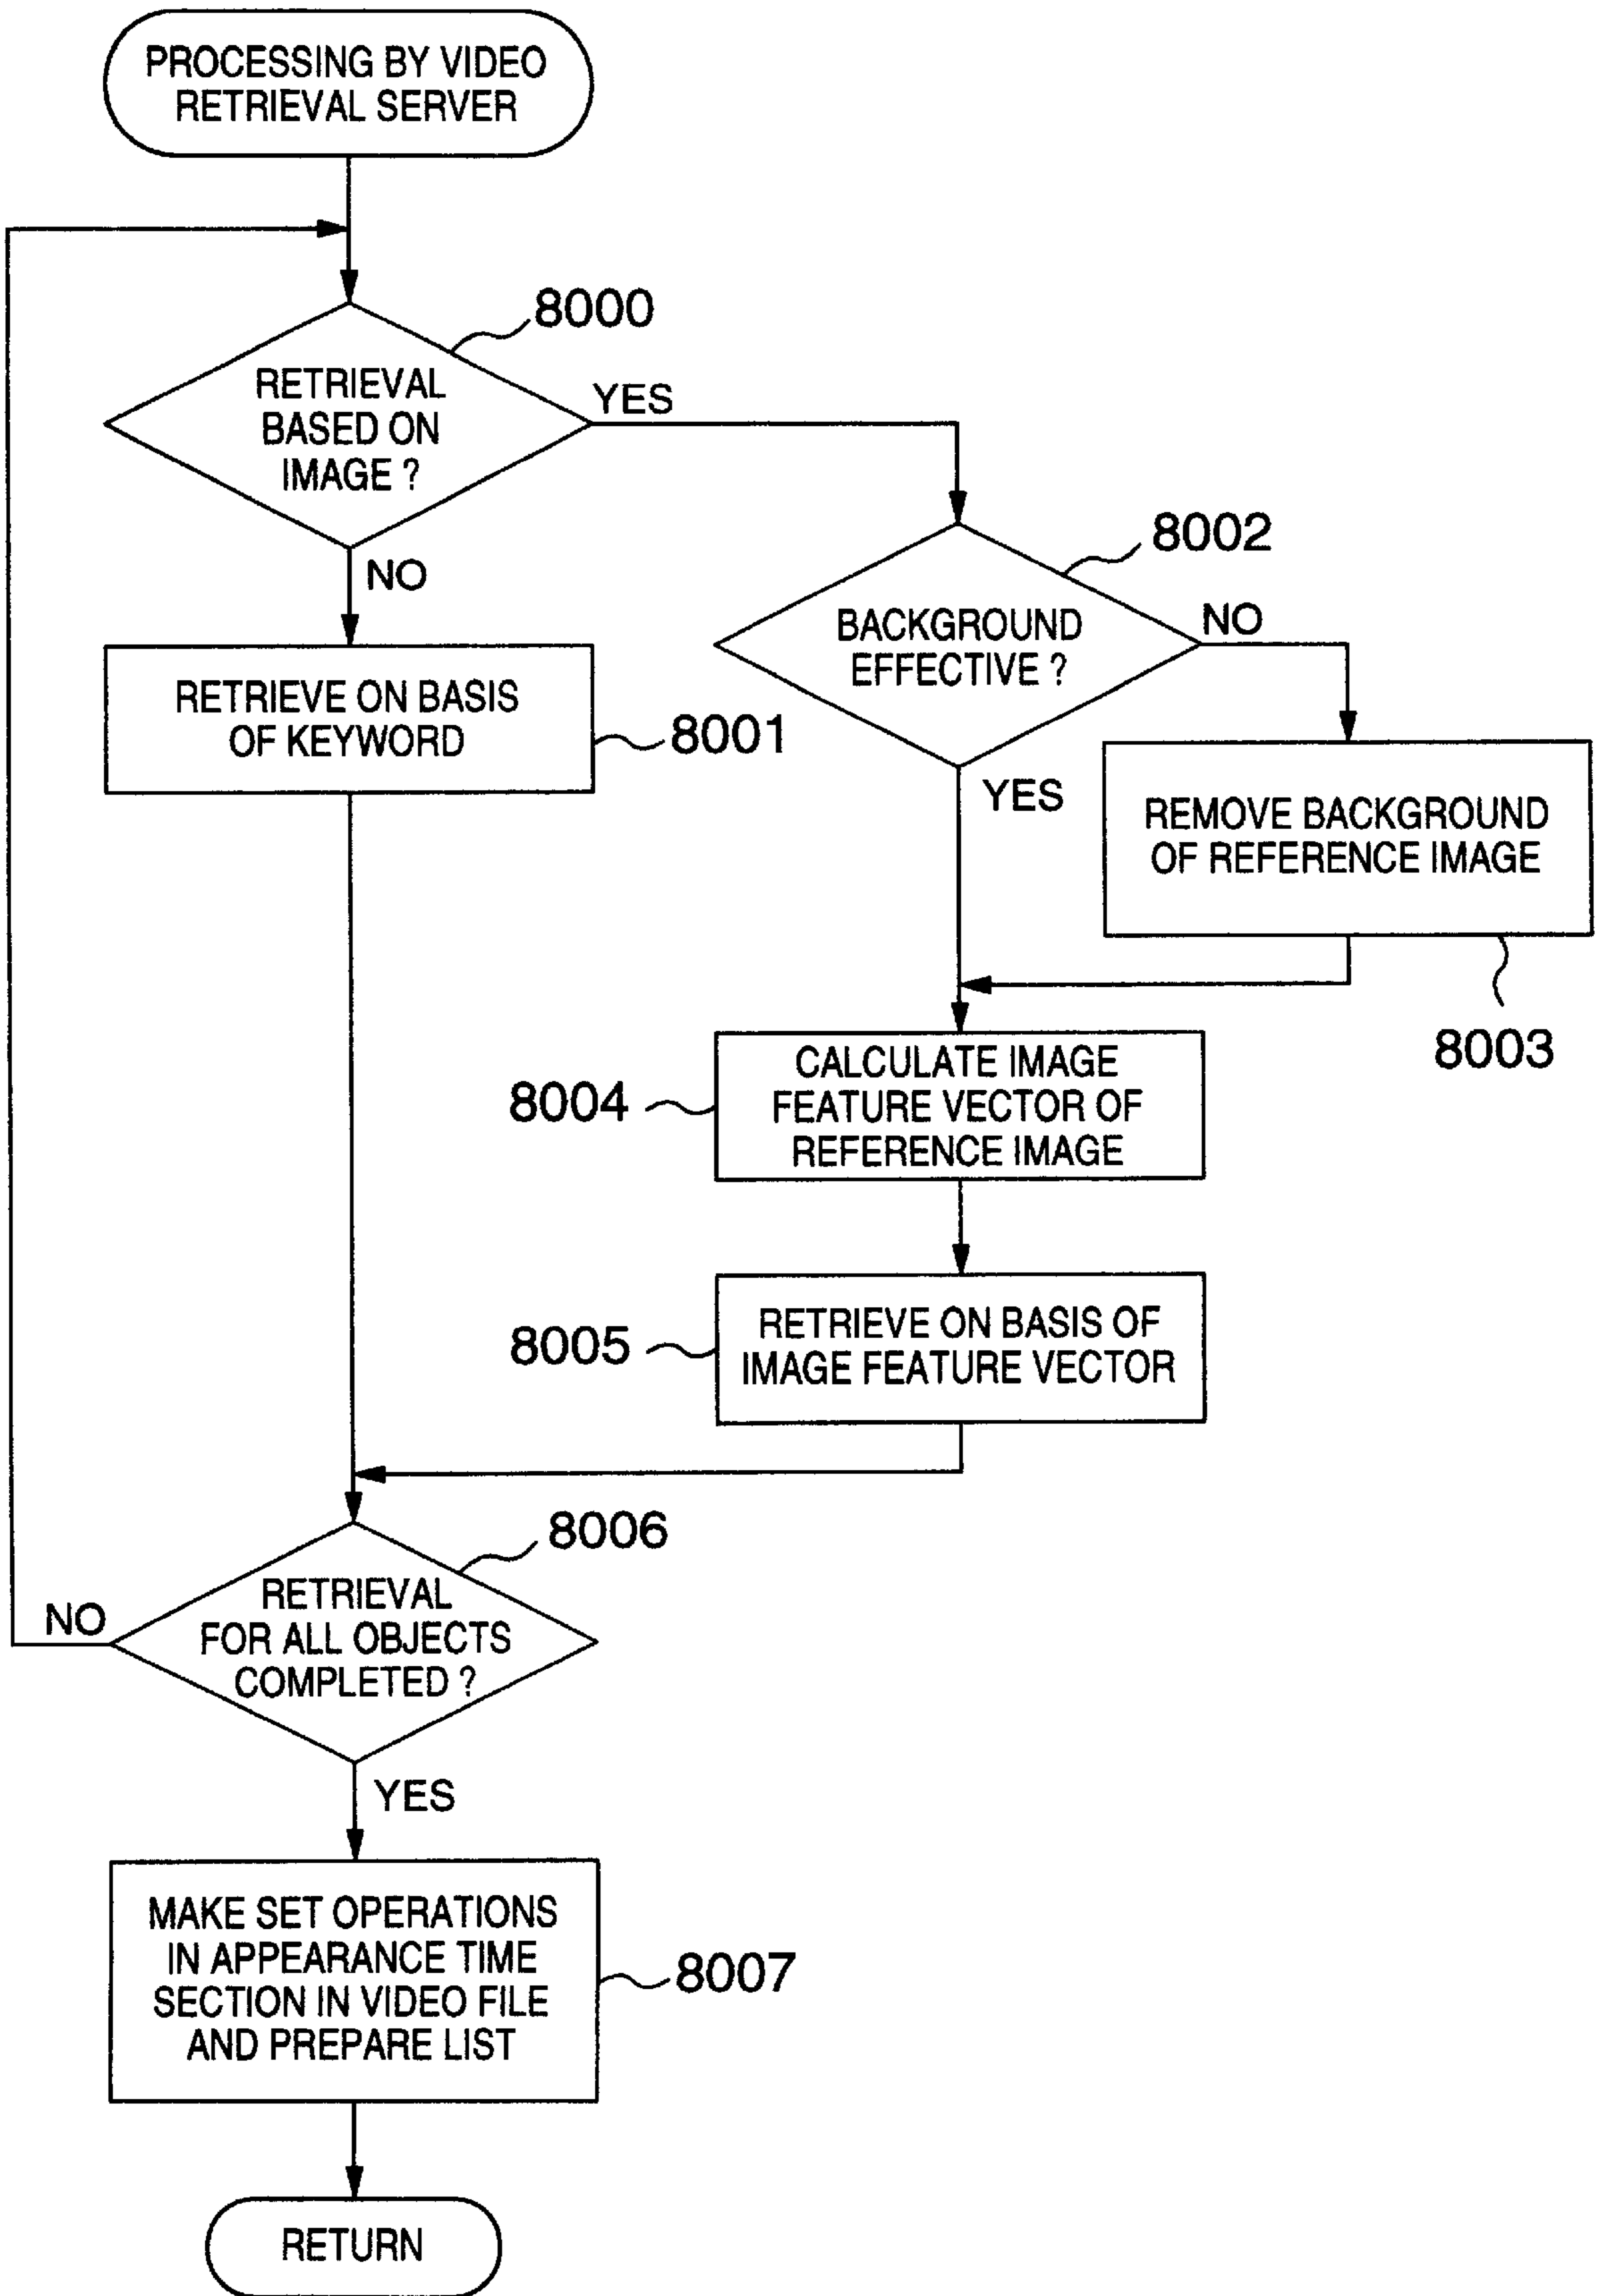 PROCESSING BY VIDEO
RETRIEVAL SERVER
8000
RETRIEVAL
BASED ON
IMAGE ?
YES
NO
8002
BACKGROUND
EFFECTIVE ?
NO
YES
RETRIEVE ON BASIS
OF KEYWORD
8001
REMOVE BACKGROUND
OF REFERENCE IMAGE
8003
CALCULATE IMAGE
FEATURE VECTOR OF
REFERENCE IMAGE
8004
RETRIEVE ON BASIS OF
IMAGE FEATURE VECTOR
8005
8006
RETRIEVAL
FOR ALL OBJECTS
COMPLETED ?
NO
YES
MAKE SET OPERATIONS
IN APPEARANCE TIME
SECTION IN VIDEO FILE
AND PREPARE LIST
8007
RETURN